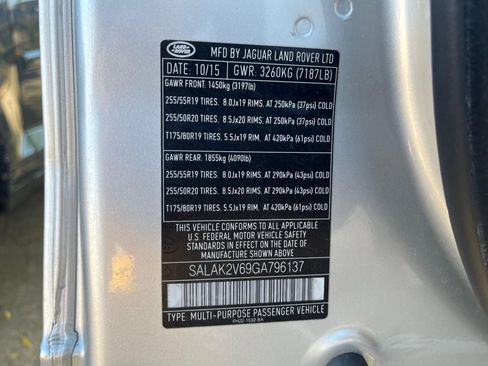 LAND ROVER
MFD BY JAGUAR LAND ROVER LTD
DATE: 10/15 GWR: 3260KG (7187LB)
GAWR FRONT: 1450kg (3197lb)
255/55R19 TIRES. 8.0Jx19 RIMS. AT 250kPa (37psi) COLD
255/50R20 TIRES. 8.5Jx20 RIMS. AT 250kPa (37psi) COLD
T175/80R19 TIRES. 5.5Jx19 RIM. AT 420kPa (61psi) COLD
GAWR REAR: 1855kg (4090lb)
255/55R19 TIRES. 8.0Jx19 RIMS. AT 290kPa (43psi) COLD
255/50R20 TIRES. 8.5Jx20 RIMS. AT 290kPa (43psi) COLD
T175/80R19 TIRES. 5.5Jx19 RIM. AT 420kPa (61psi) COLD
THIS VEHICLE CONFORMS TO ALL APPLICABLE
U.S. FEDERAL MOTOR VEHICLE SAFETY
STANDARDS IN EFFECT ON THE DATE OF
MANUFACTURE SHOWN ABOVE
SALAK2V69GA796137
TYPE: MULTI-PURPOSE PASSENGER VEHICLE
FH22-1532-BA